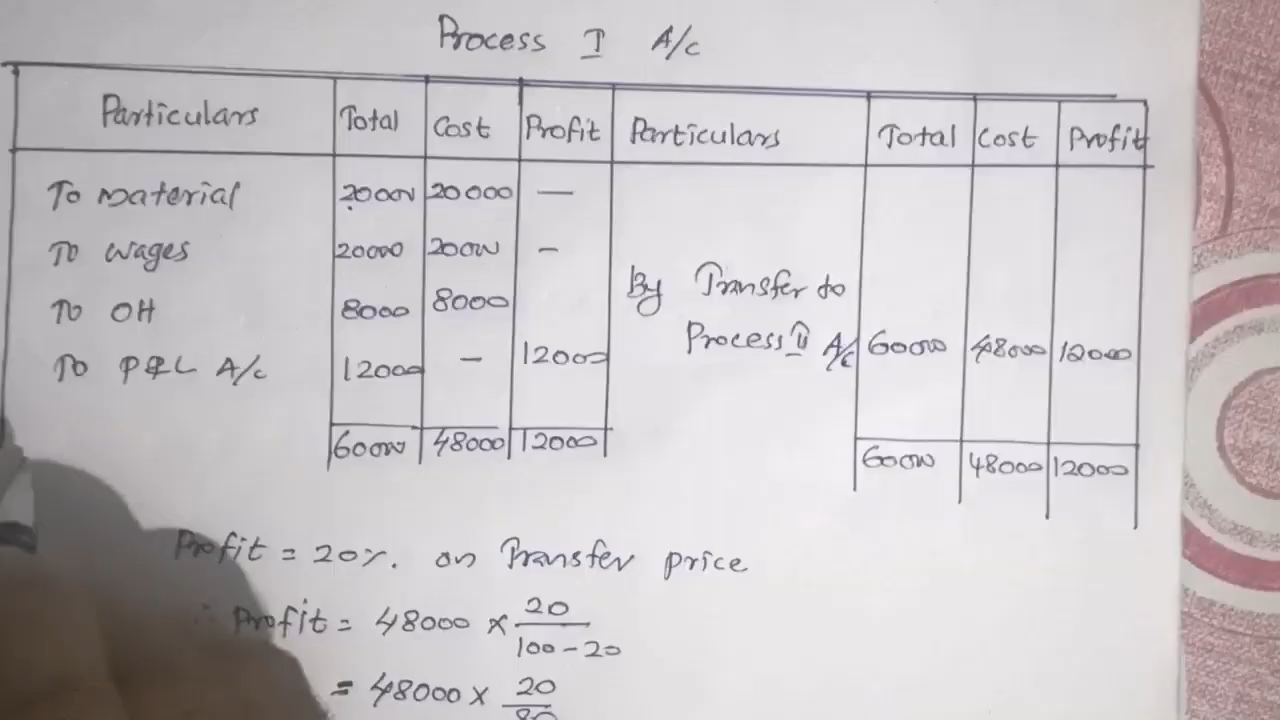 Process I A/c
Particulars Total Cost Profit Particulars Total Cost Profit
To Material 20000 20000 —
To Wages 20000 20000 -
To OH 8000 8000
To P&L A/c 12000 - 12000
By Transfer to
Process II A/c 60000 48000 12000
60000 48000 12000
60000 48000 12000
Profit = 20%. on Transfer price
∴ Profit = 48000 × 20
100-20
= 48000 × 20
80